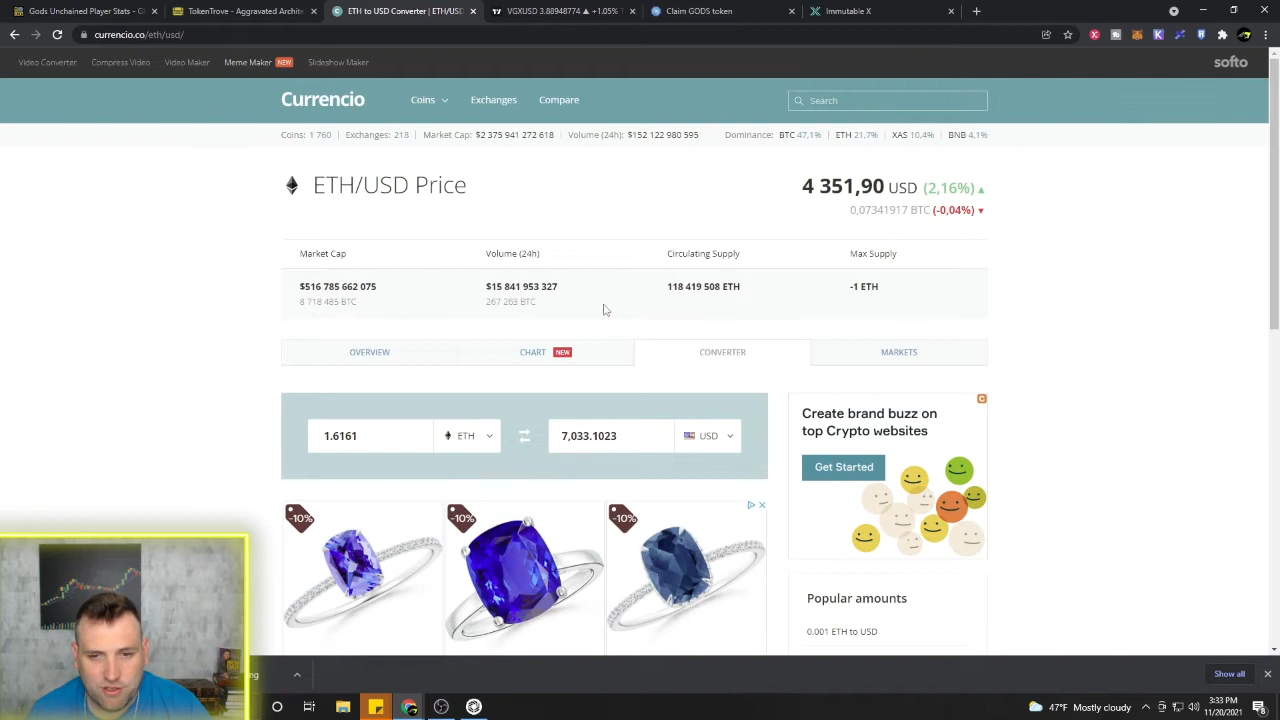 Gods Unchained Player Stats - G
TokenTrove - Aggravated Archite
ETH to USD Converter | ETH/USD
VGXUSD 3.88948774 ▲ +1.05%
Claim GODS token
Immutable X
currencio.co/eth/usd/
Video Converter
Compress Video
Video Maker
Meme Maker NEW
Slideshow Maker
softo
Currencio
Coins
Exchanges
Compare
Search
Coins: 1 760 | Exchanges: 218 | Market Cap: $2 375 941 272 618 | Volume (24h): $152 122 980 595
Dominance: BTC 47,1% | ETH 21,7% | XAS 10,4% | BNB 4,1%
ETH/USD Price
4 351,90 USD (2,16%) ▲
0,07341917 BTC (-0,04%) ▼
Market Cap
Volume (24h)
Circulating Supply
Max Supply
$516 785 662 075
$15 841 953 327
118 419 508 ETH
-1 ETH
8 718 485 BTC
267 263 BTC
OVERVIEW
CHART NEW
CONVERTER
MARKETS
1.6161
ETH
7,033.1023
USD
Create brand buzz on
top Crypto websites
Get Started
-10%
-10%
-10%
Popular amounts
0.001 ETH to USD
Show all
47°F Mostly cloudy
3:33 PM
11/20/2021